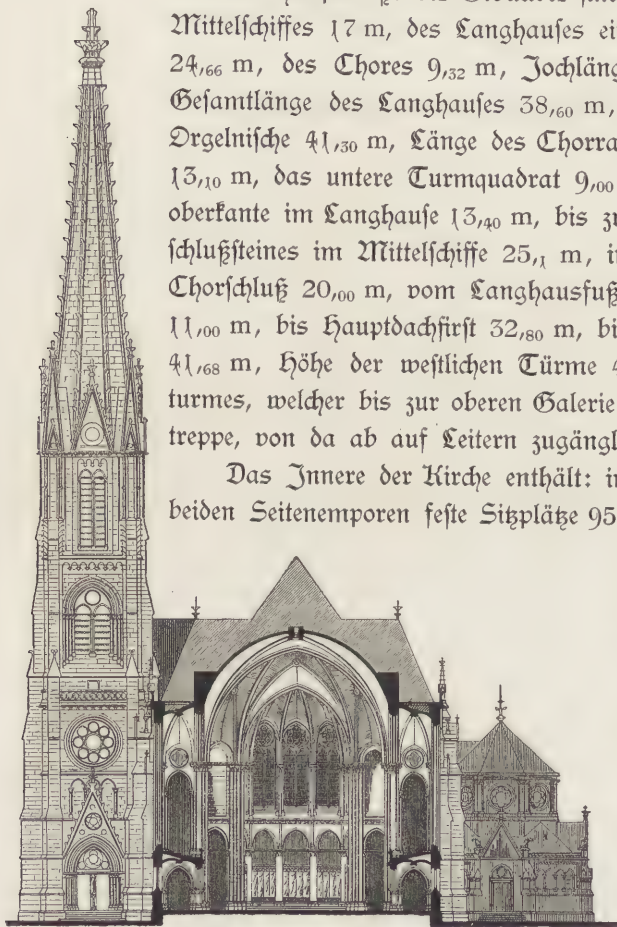 Mittelſchiffes 17 m, des Langhauſes ei
24,66 m, des Chores 9,32 m, Jochläng
Geſamtlänge des Langhauſes 38,60 m,
Orgelniſche 41,30 m, Länge des Chorra
13,10 m, das untere Turmquadrat 9,00
oberkante im Langhauſe 13,40 m, bis zu
ſchlußſteines im Mittelſchiffe 25,1 m, i
Chorſchluß 20,00 m, vom Langhausfuß
11,00 m, bis Hauptdachfirſt 32,80 m, bi
41,68 m, Höhe der weſtlichen Türme 4
turmes, welcher bis zur oberen Galerie
treppe, von da ab auf Leitern zugängl
Das Innere der Kirche enthält: i
beiden Seitenemporen feſte Sitzplätze 95